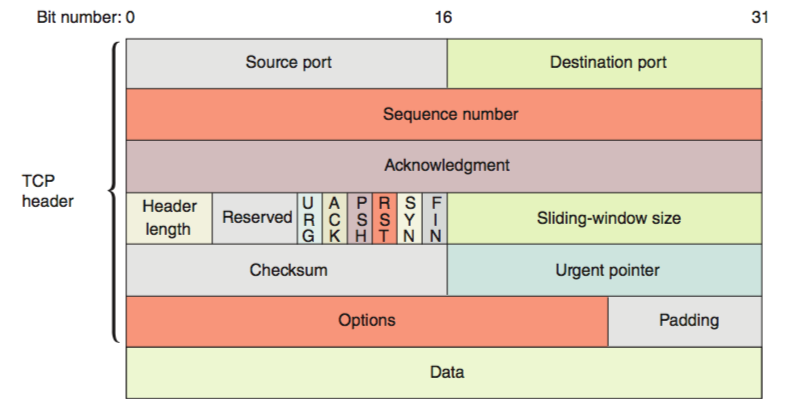 Bit number: 0 16 31
Source port Destination port
Sequence number
Acknowledgment
TCP
header
Header
length
Reserved
URG
ACK
PSH
RST
SYN
FIN
Sliding-window size
Checksum Urgent pointer
Options Padding
Data